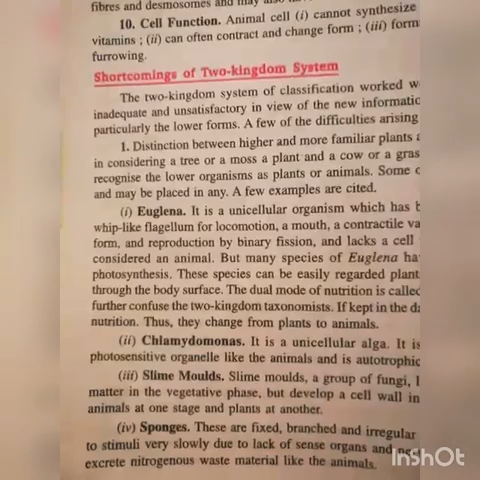 fibres and desmosomes and may also
10. Cell Function. Animal cell (i) cannot synthesize
vitamins ; (ii) can often contract and change form ; (iii) form
furrowing.
Shortcomings of Two-kingdom System
The two-kingdom system of classification worked w
inadequate and unsatisfactory in view of the new informatic
particularly the lower forms. A few of the difficulties arising
1. Distinction between higher and more familiar plants a
in considering a tree or a moss a plant and a cow or a gras
recognise the lower organisms as plants or animals. Some o
and may be placed in any. A few examples are cited.
(i) Euglena. It is a unicellular organism which has b
whip-like flagellum for locomotion, a mouth, a contractile va
form, and reproduction by binary fission, and lacks a cell
considered an animal. But many species of Euglena ha
photosynthesis. These species can be easily regarded plant
through the body surface. The dual mode of nutrition is called
further confuse the two-kingdom taxonomists. If kept in the da
nutrition. Thus, they change from plants to animals.
(ii) Chlamydomonas. It is a unicellular alga. It is
photosensitive organelle like the animals and is autotrophic
(iii) Slime Moulds. Slime moulds, a group of fungi, l
matter in the vegetative phase, but develop a cell wall in
animals at one stage and plants at another.
(iv) Sponges. These are fixed, branched and irregular
to stimuli very slowly due to lack of sense organs and
excrete nitrogenous waste material like the animals.
InShOt